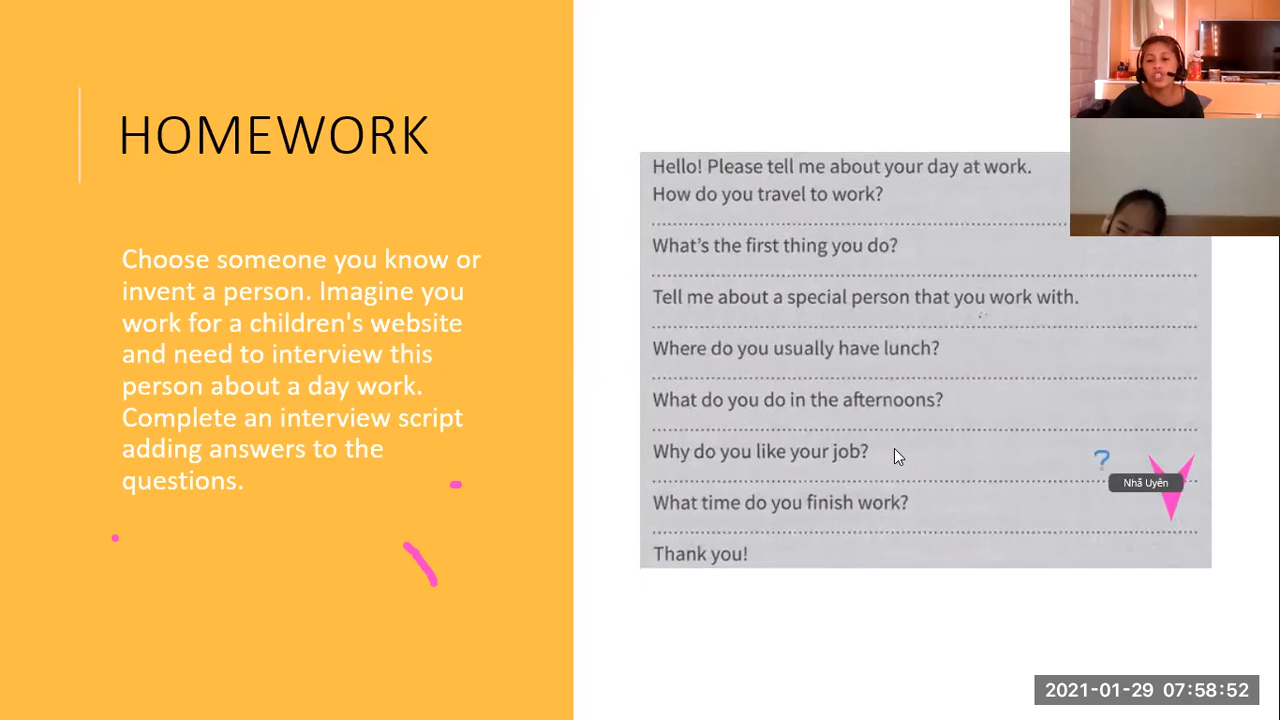 HOMEWORK
Choose someone you know or
invent a person. Imagine you
work for a children's website
and need to interview this
person about a day work.
Complete an interview script
adding answers to the
questions.
Hello! Please tell me about your day at work.
How do you travel to work?
What's the first thing you do?
Tell me about a special person that you work with.
Where do you usually have lunch?
What do you do in the afternoons?
Why do you like your job?
?
Nhã Uyên
What time do you finish work?
Thank you!
2021-01-29 07:58:52